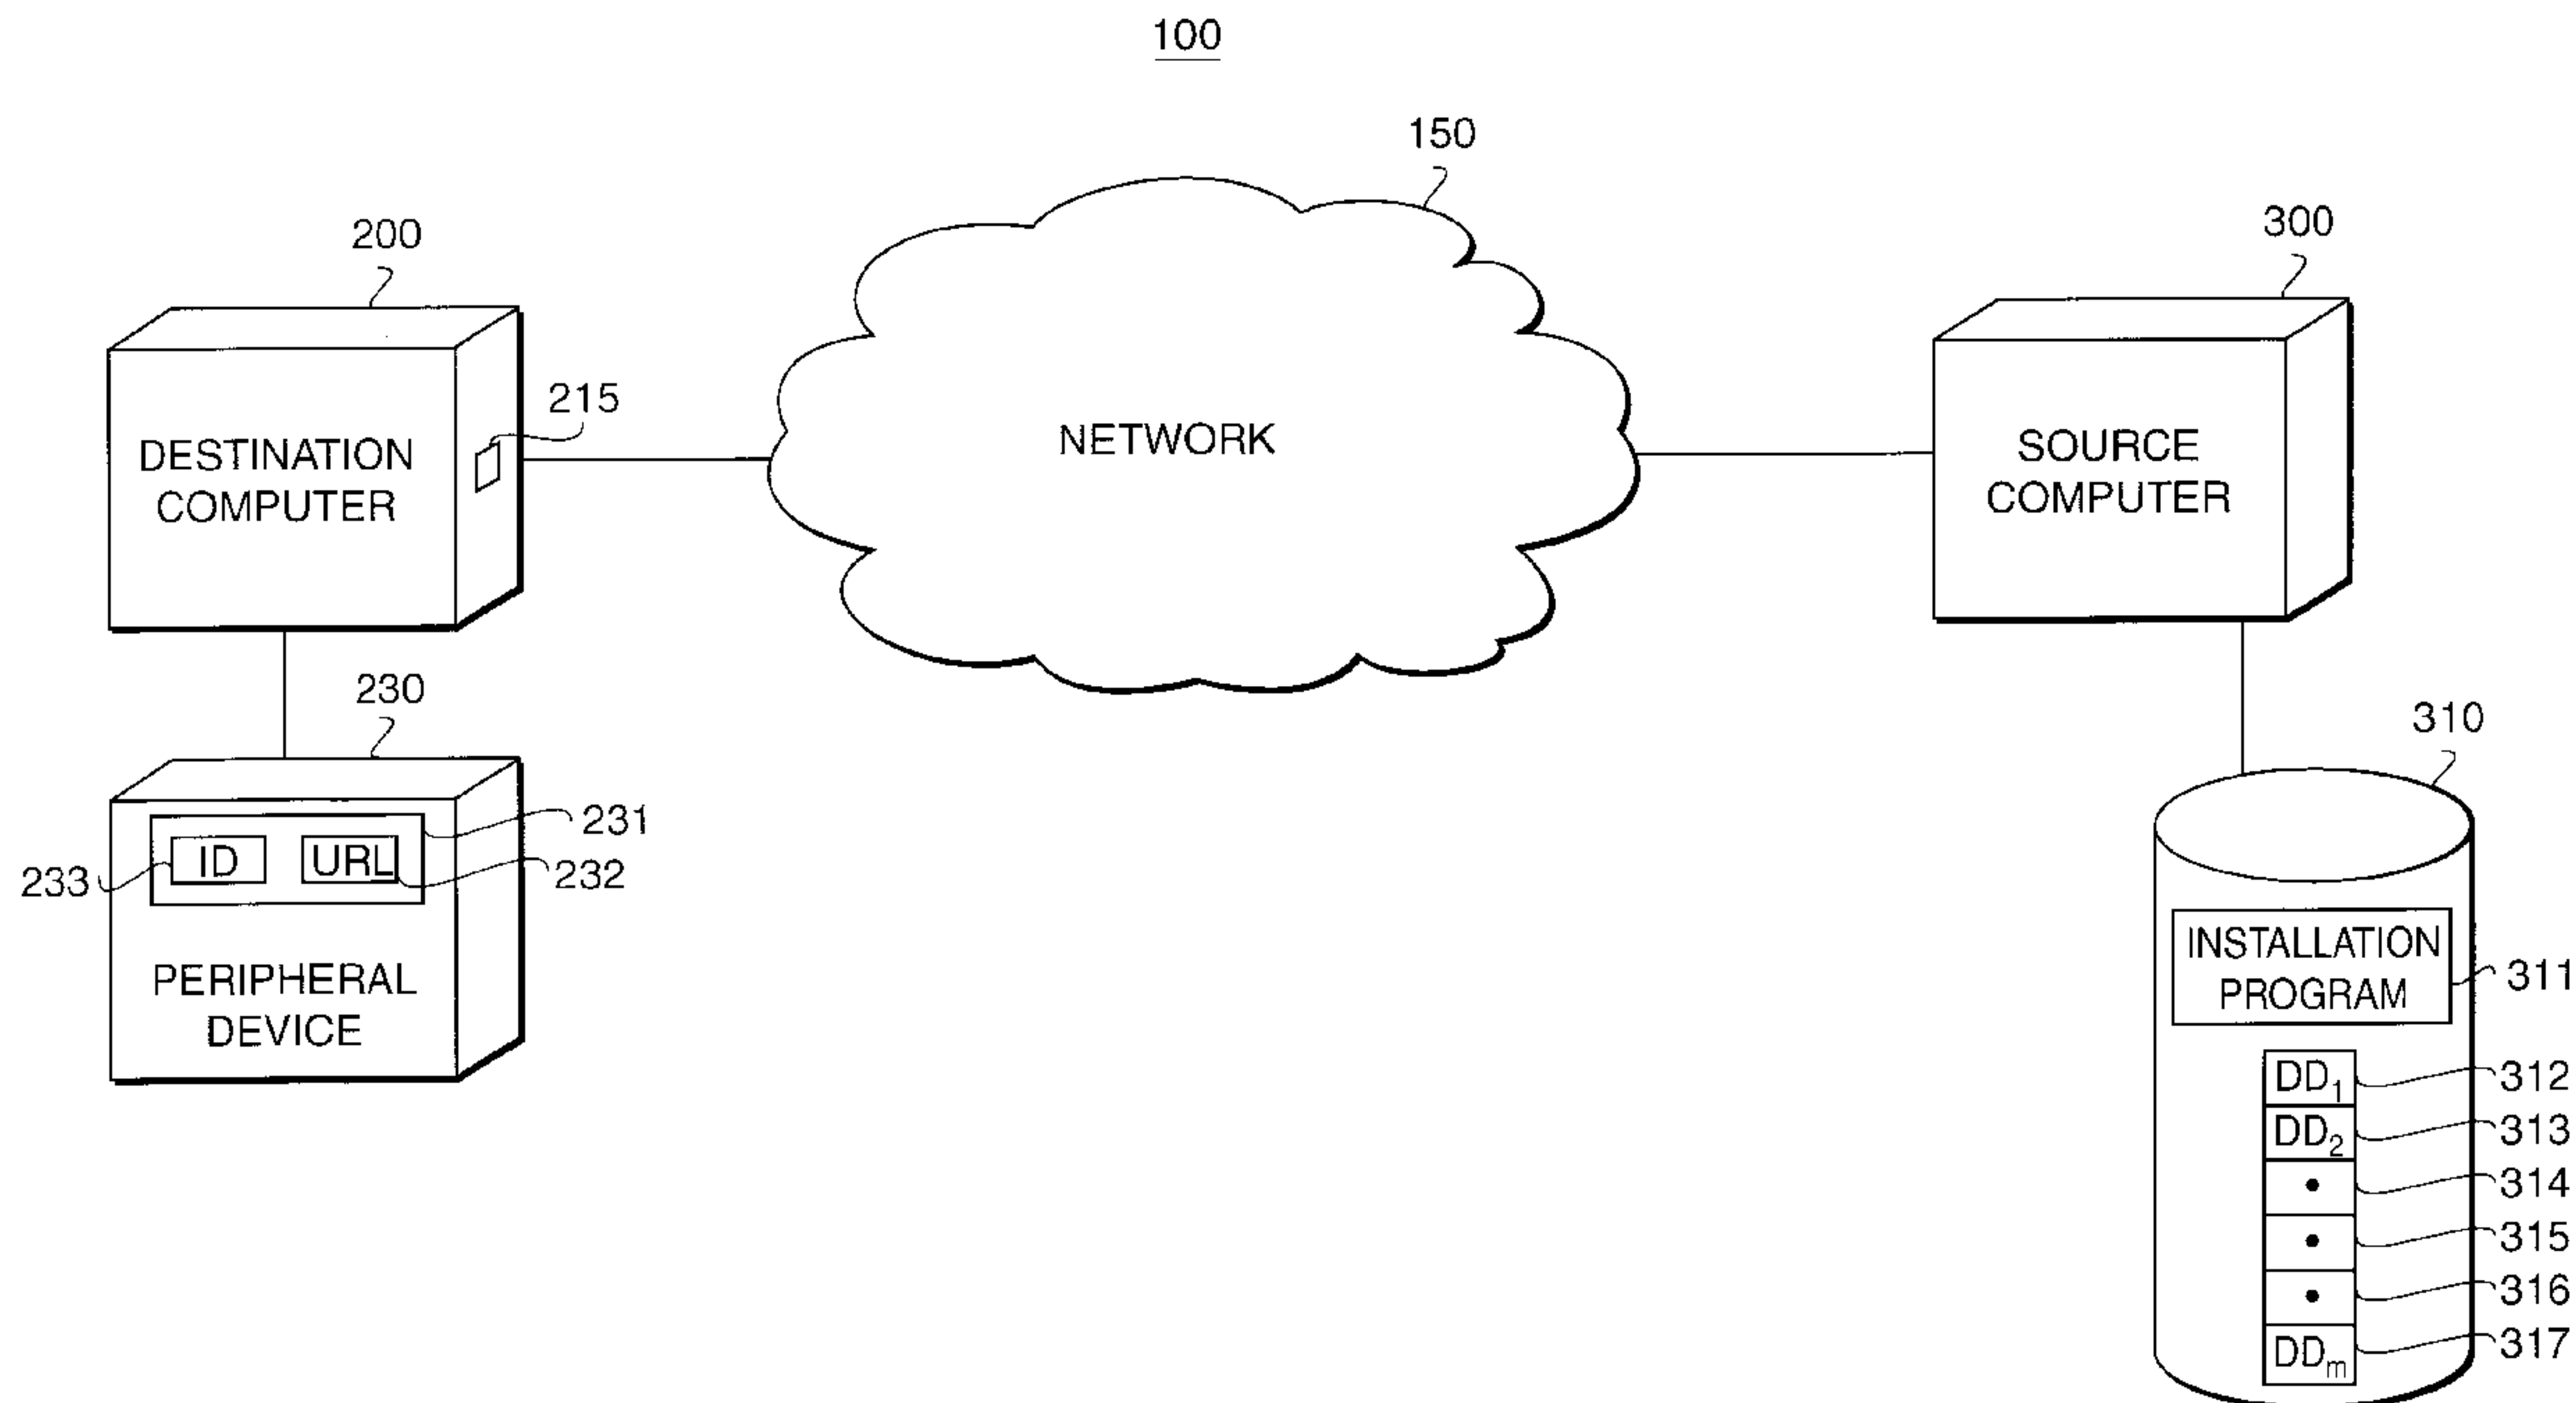 100
150
200
300
215
DESTINATION
COMPUTER
NETWORK
SOURCE
COMPUTER
230
310
231
ID
URL
233
232
PERIPHERAL
DEVICE
INSTALLATION
PROGRAM
311
DD1
312
DD2
313
•
314
•
315
•
316
DDm
317